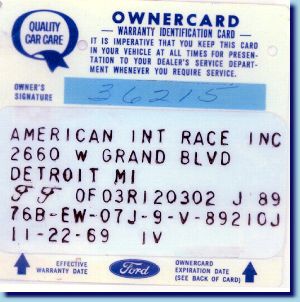 QUALITY
CAR CARE
OWNERCARD
WARRANTY IDENTIFICATION CARD
IT IS IMPERATIVE THAT YOU KEEP THIS CARD
IN YOUR VEHICLE AT ALL TIMES FOR PRESEN-
TATION TO YOUR DEALER'S SERVICE DEPART-
MENT WHENEVER YOU REQUIRE SERVICE.
OWNER'S
SIGNATURE
36215
AMERICAN INT RACE INC
2660 W GRAND BLVD
DETROIT MI
FF 0F03R120302 J 89
76B-EW-07J-9-V-89210J
11-22-69 IV
EFFECTIVE
WARRANTY DATE
Ford
OWNERCARD
EXPIRATION DATE
(SEE BACK OF CARD)